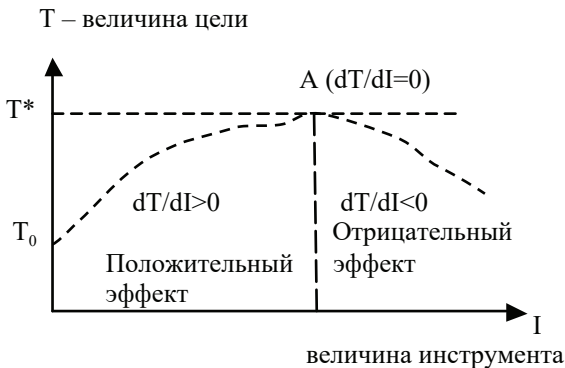 T – величина цели
A (dT/dI=0)
T*
dT/dI>0
dT/dI<0
T₀
Отрицательный
эффект
Положительный
эффект
I
величина инструмента